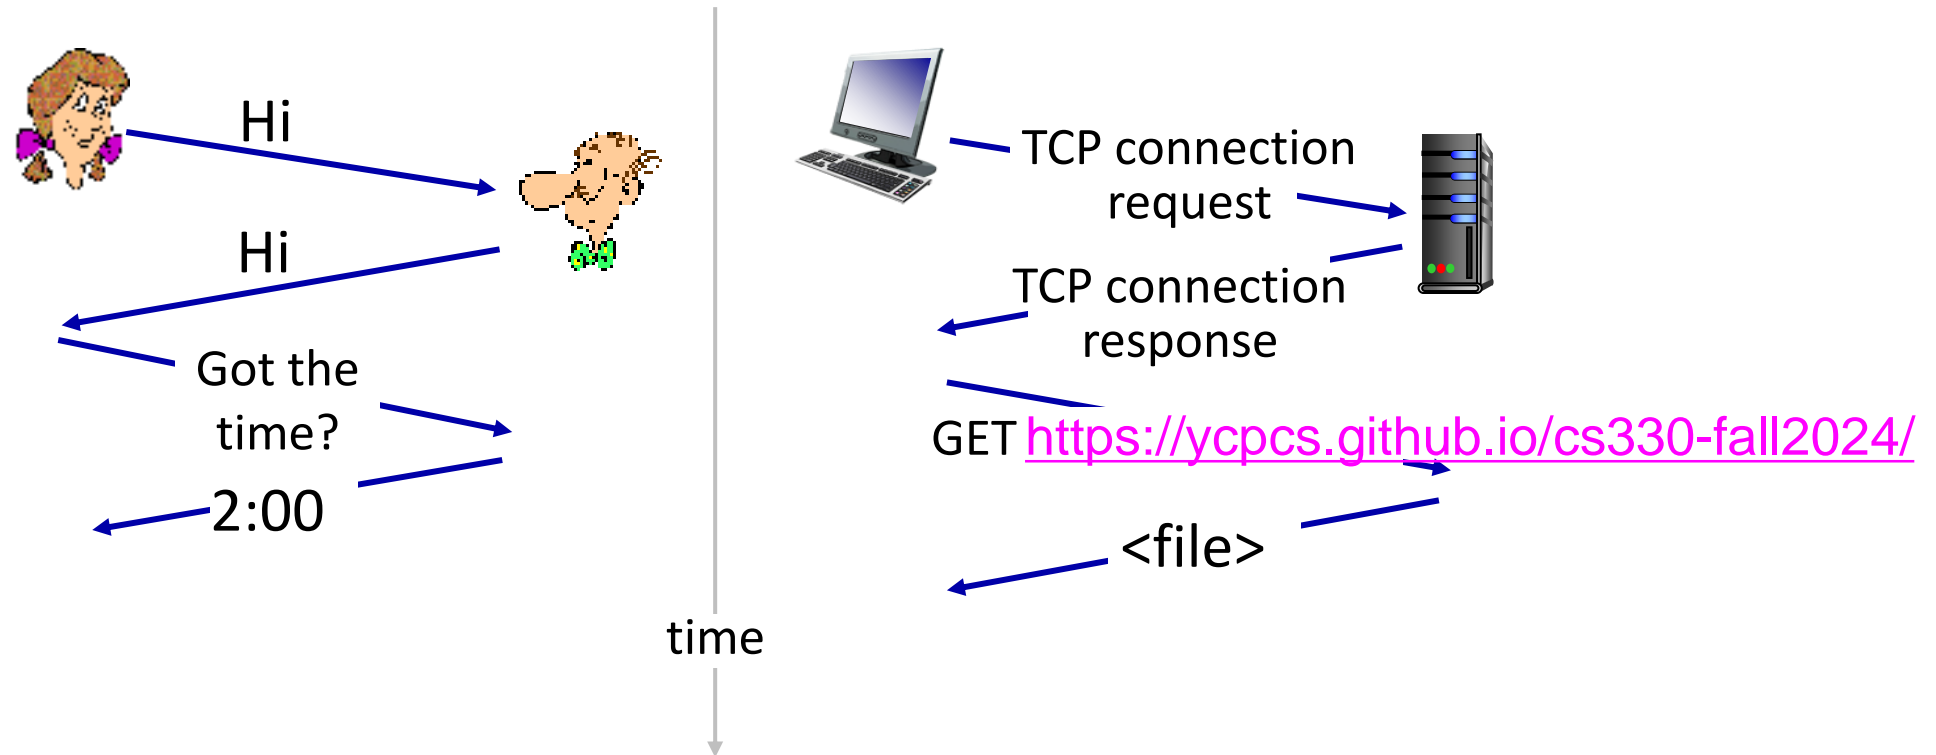 Hi
Hi
Got the
time?
2:00
time
TCP connection
request
TCP connection
response
GET https://ycpcs.github.io/cs330-fall2024/
<file>